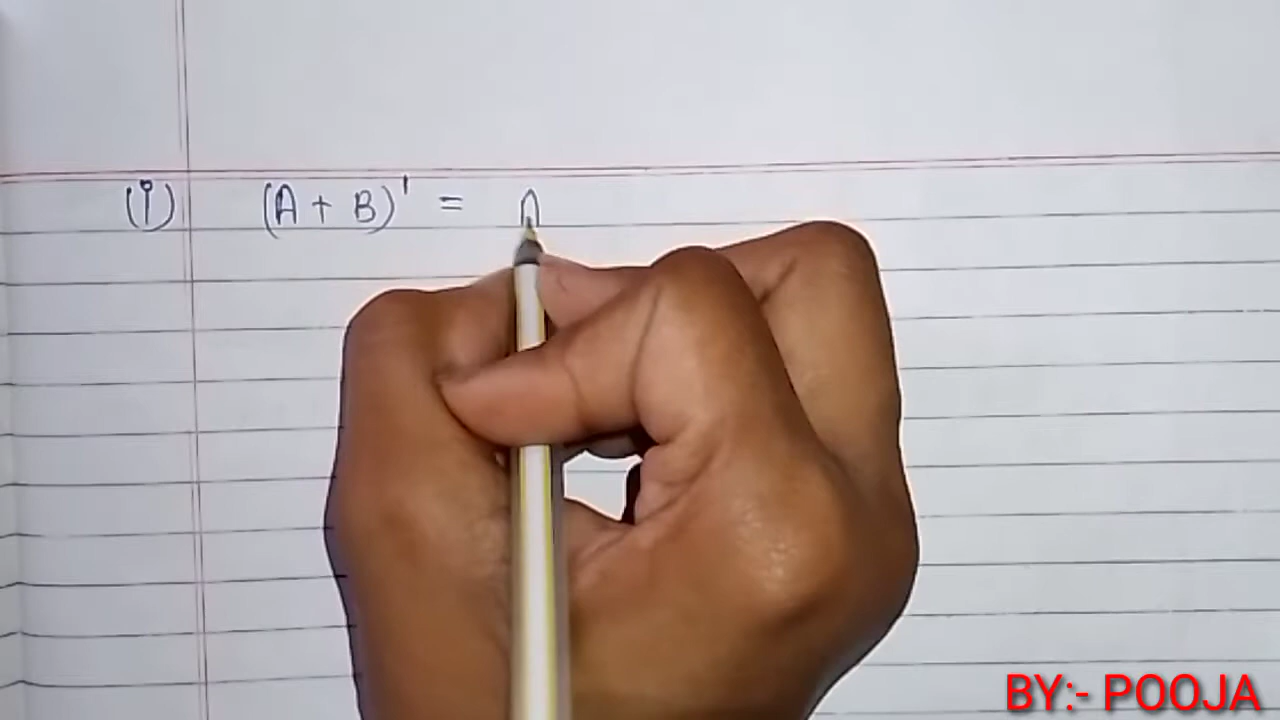 (i) (A + B)' = A
BY:- POOJA